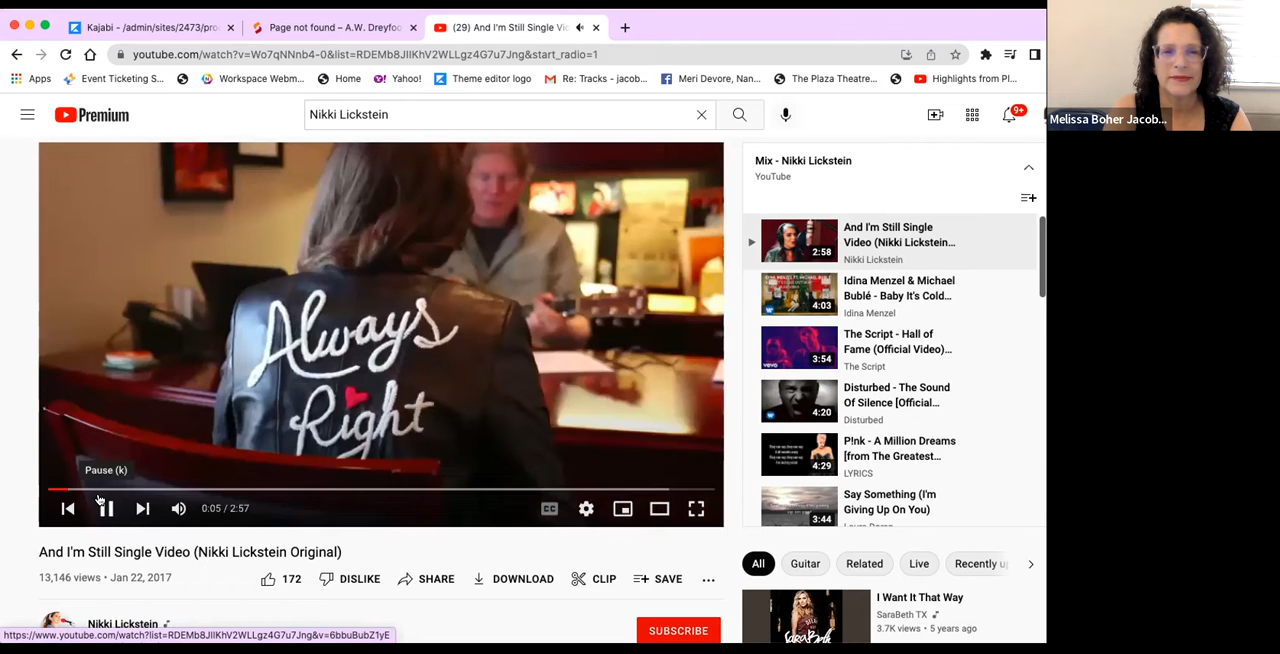 Kajabi - /admin/sites/2473/pro
Page not found – A.W. Dreyfoo
(29) And I'm Still Single Vi
youtube.com/watch?v=Wo7qNNnb4-0&list=RDEMb8JIIKhV2WLLgz4G7u7Jng&start_radio=1
Apps
Event Ticketing S...
Workspace Webm...
Home
Yahoo!
Theme editor logo
Re: Tracks - jacob...
Meri Devore, Nan...
The Plaza Theatre...
Highlights from Pl...
Premium
Nikki Lickstein
9+
Melissa Boher Jacob...
Always
Right
Pause (k)
0:05 / 2:57
CC
And I'm Still Single Video (Nikki Lickstein Original)
13,146 views • Jan 22, 2017
172
DISLIKE
SHARE
DOWNLOAD
CLIP
SAVE
Nikki Lickstein
SUBSCRIBE
https://www.youtube.com/watch?list=RDEMb8JIIKhV2WLLgz4G7u7Jng&v=6bbuBubZ1yE
Mix - Nikki Lickstein
YouTube
And I'm Still Single
Video (Nikki Lickstein...
Nikki Lickstein
2:58
Idina Menzel & Michael
Bublé - Baby It's Cold...
Idina Menzel
4:03
The Script - Hall of
Fame (Official Video)...
The Script
vevo
3:54
Disturbed - The Sound
Of Silence [Official...
Disturbed
4:20
P!nk - A Million Dreams
[from The Greatest...
LYRICS
4:29
Say Something (I'm
Giving Up On You)
3:44
All
Guitar
Related
Live
Recently u
I Want It That Way
SaraBeth TX
3.7K views • 5 years ago